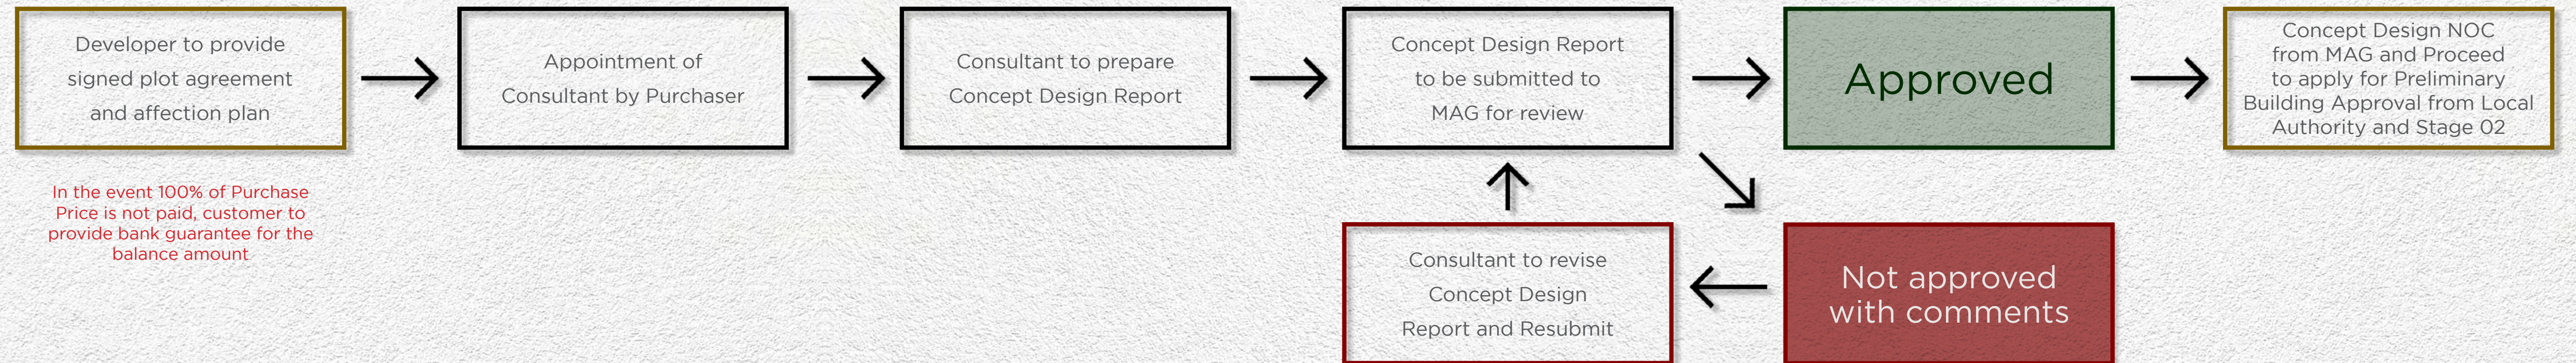 Developer to provide
signed plot agreement
and affection plan
In the event 100% of Purchase
Price is not paid, customer to
provide bank guarantee for the
balance amount
Appointment of
Consultant by Purchaser
Consultant to prepare
Concept Design Report
Concept Design Report
to be submitted to
MAG for review
Approved
Concept Design NOC
from MAG and Proceed
to apply for Preliminary
Building Approval from Local
Authority and Stage 02
Not approved
with comments
Consultant to revise
Concept Design
Report and Resubmit